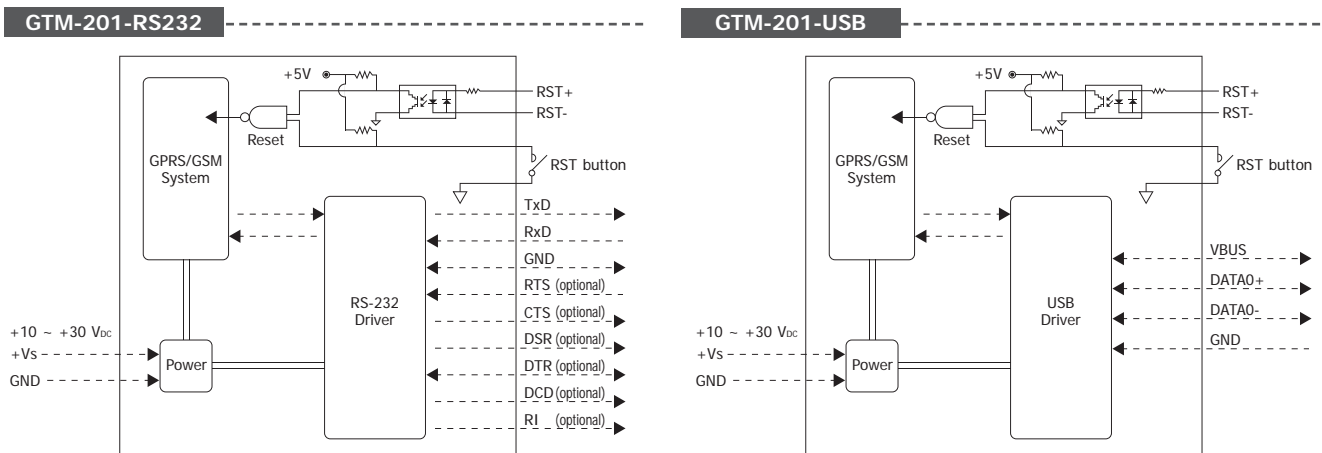 GTM-201-RS232
+5V
RST+
RST-
Reset
GPRS/GSM
System
RST button
TxD
RxD
GND
RTS (optional)
RS-232
Driver
CTS (optional)
DSR (optional)
DTR (optional)
DCD (optional)
RI (optional)
+10 ~ +30 VDC
+Vs
GND
Power
GTM-201-USB
+5V
RST+
RST-
Reset
GPRS/GSM
System
RST button
VBUS
DATA0+
DATA0-
GND
USB
Driver
+10 ~ +30 VDC
+Vs
GND
Power